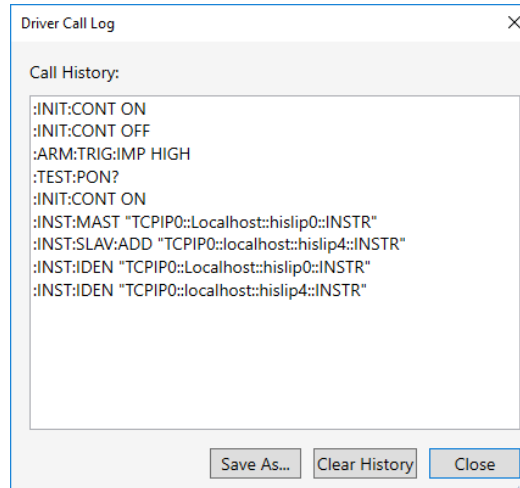 Driver Call Log
Call History:
:INIT:CONT ON
:INIT:CONT OFF
:ARM:TRIG:IMP HIGH
:TEST:PON?
:INIT:CONT ON
:INST:MAST "TCPIP0::Localhost::hislip0::INSTR"
:INST:SLAV:ADD "TCPIP0::localhost::hislip4::INSTR"
:INST:IDEN "TCPIP0::Localhost::hislip0::INSTR"
:INST:IDEN "TCPIP0::localhost::hislip4::INSTR"
Save As... Clear History Close